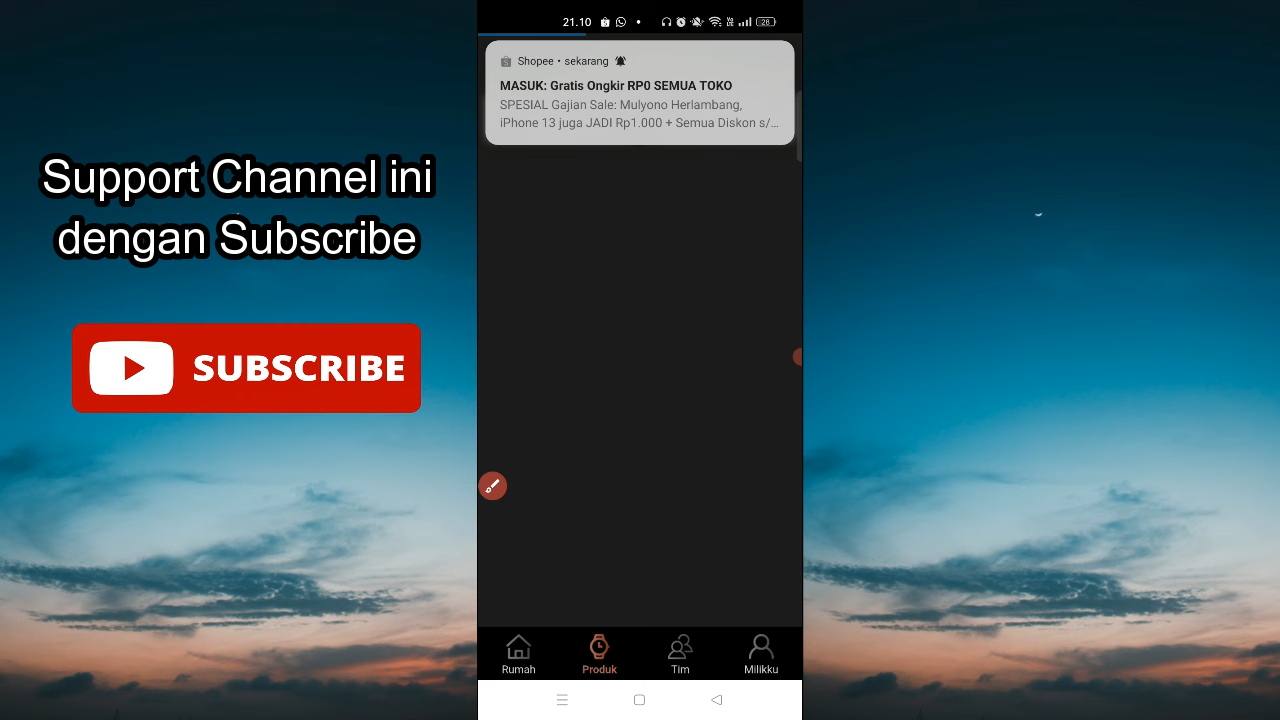 Support Channel ini
dengan Subscribe
SUBSCRIBE
21.10
28
Shopee • sekarang
MASUK: Gratis Ongkir RP0 SEMUA TOKO
SPESIAL Gajian Sale: Mulyono Herlambang,
iPhone 13 juga JADI Rp1.000 + Semua Diskon s/...
Rumah
Produk
Tim
Milikku